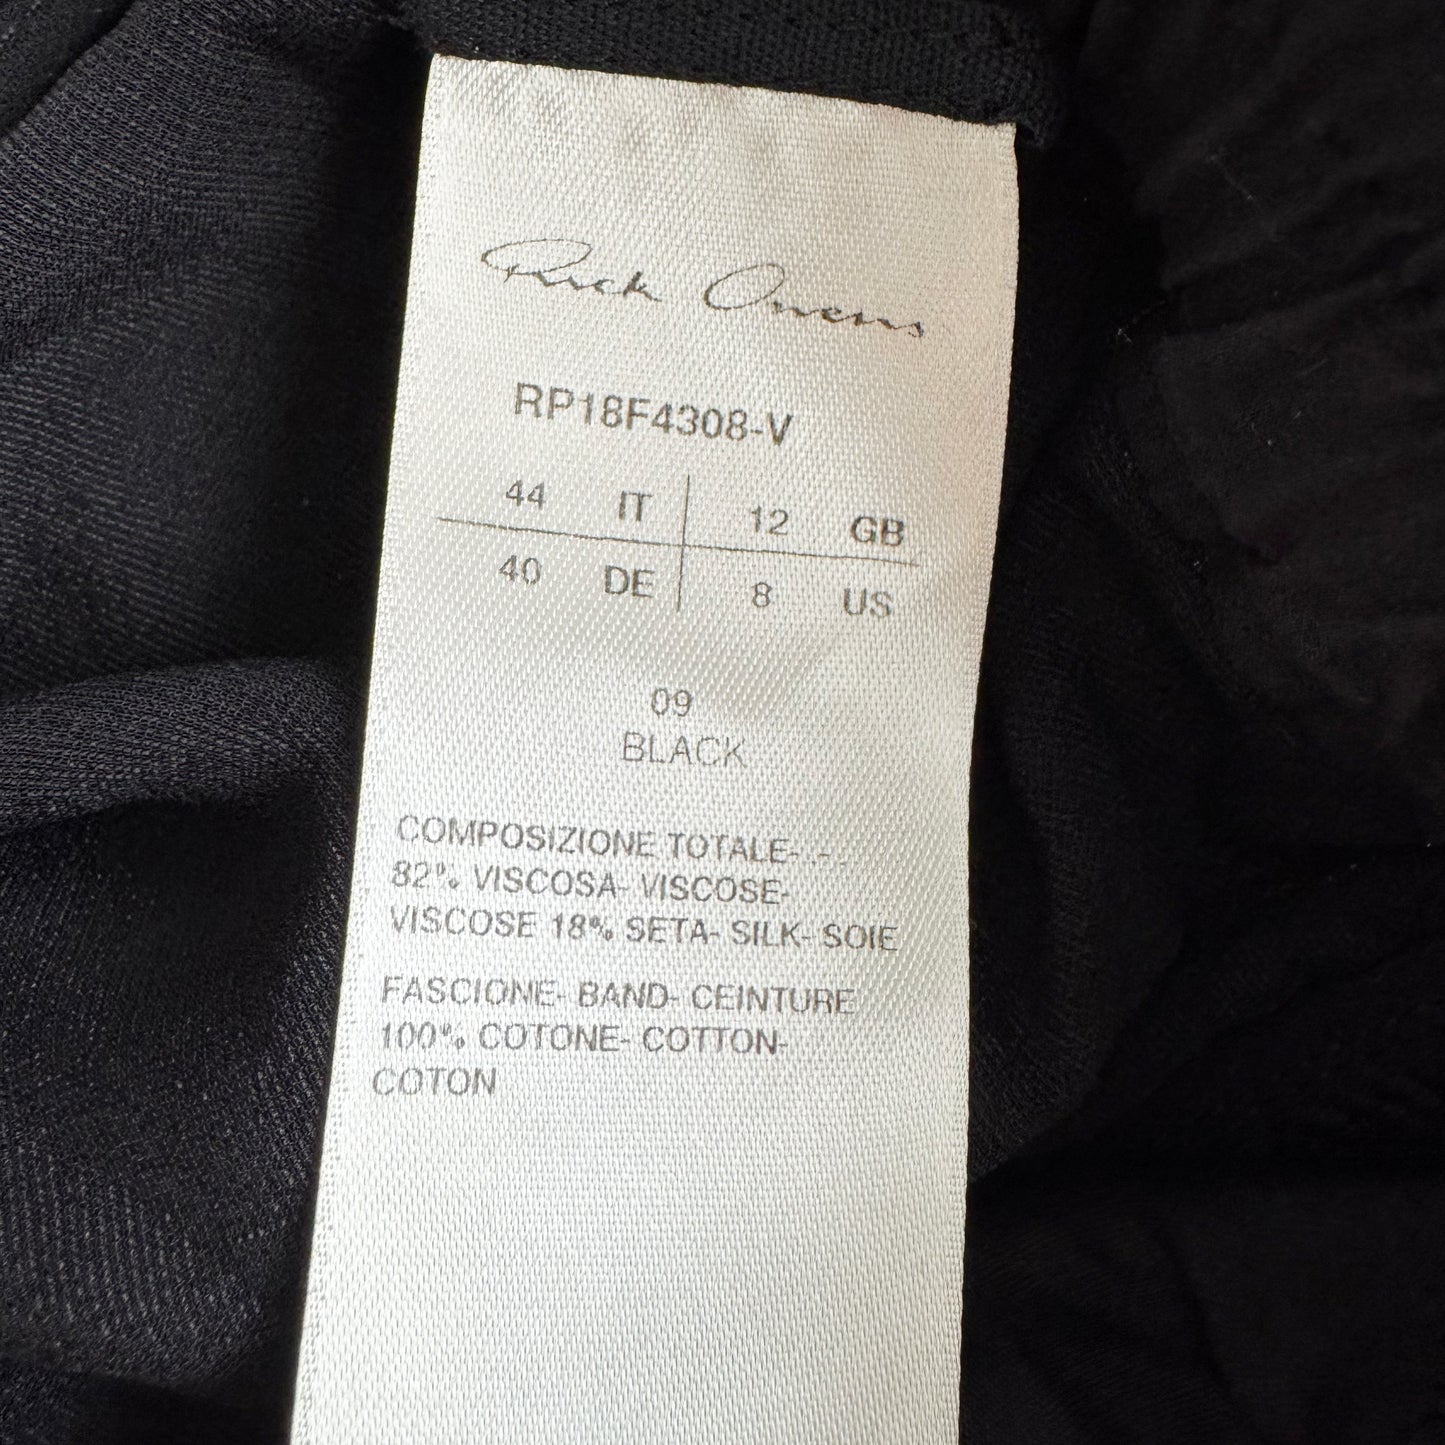 Rick Owens
RP18F4308-V
44 IT 12 GB
40 DE 8 US
09
BLACK
COMPOSIZIONE TOTALE- .- .
82% VISCOSA- VISCOSE-
VISCOSE 18% SETA- SILK- SOIE
FASCIONE- BAND- CEINTURE
100% COTONE- COTTON-
COTON